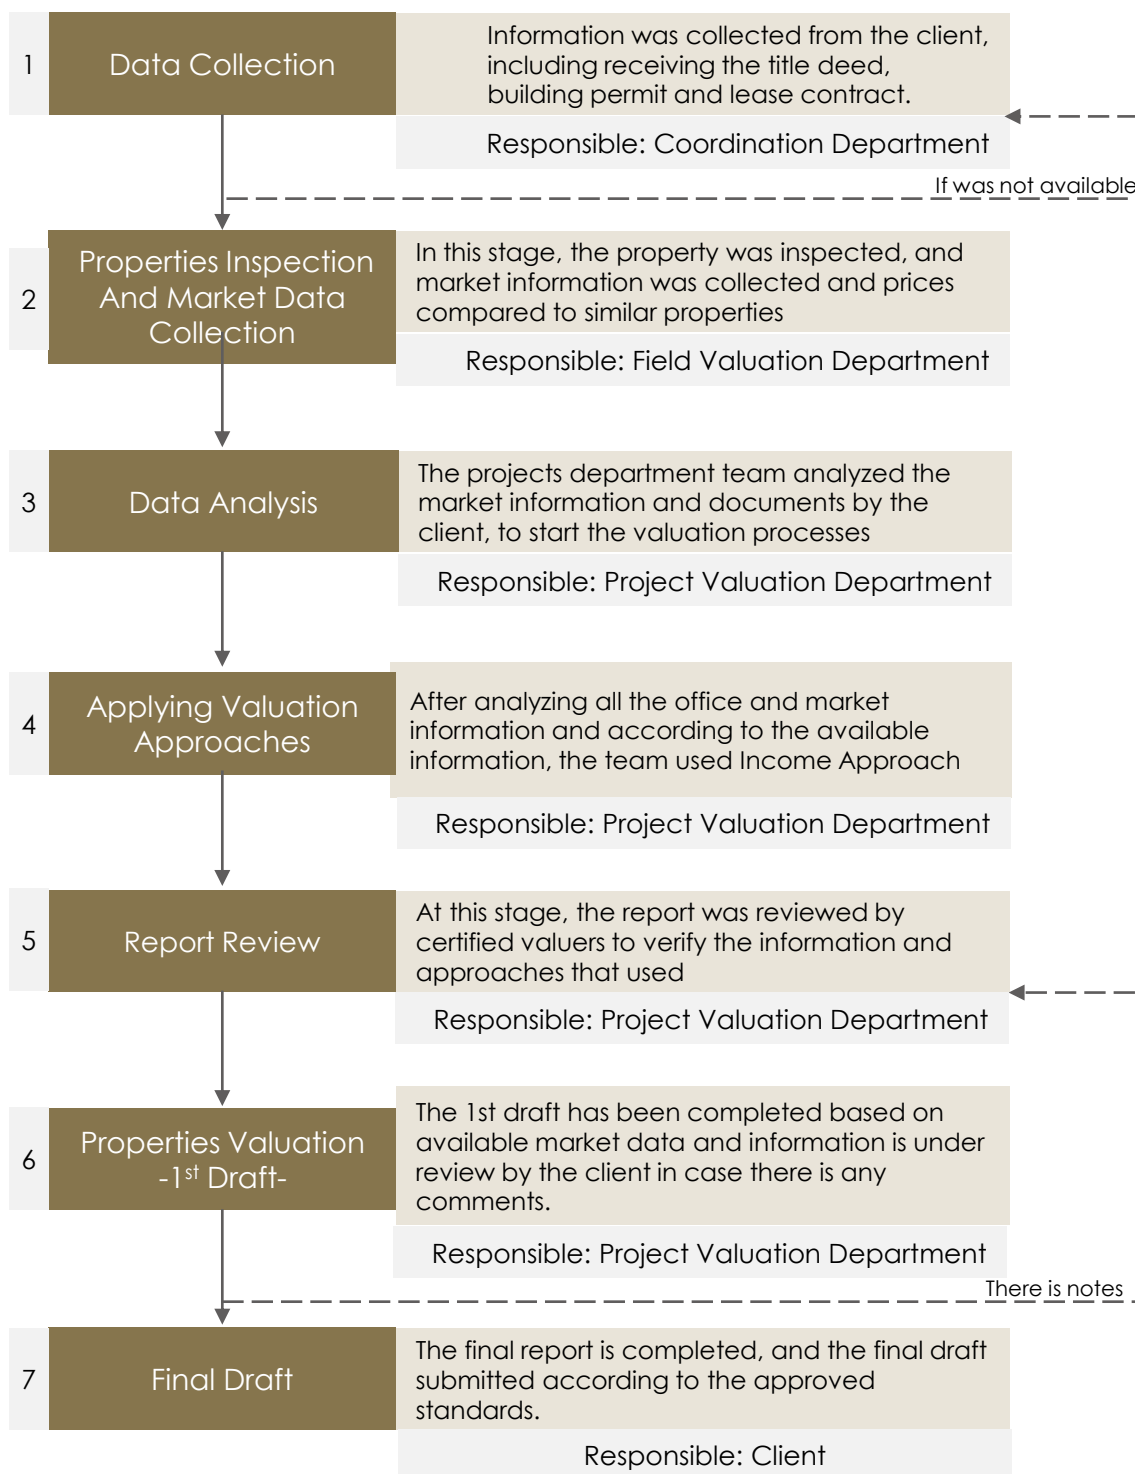 1
Data Collection
Information was collected from the client,
including receiving the title deed,
building permit and lease contract.
Responsible: Coordination Department
If was not available
2
Properties Inspection
And Market Data
Collection
In this stage, the property was inspected, and
market information was collected and prices
compared to similar properties
Responsible: Field Valuation Department
3
Data Analysis
The projects department team analyzed the
market information and documents by the
client, to start the valuation processes
Responsible: Project Valuation Department
4
Applying Valuation
Approaches
After analyzing all the office and market
information and according to the available
information, the team used Income Approach
Responsible: Project Valuation Department
5
Report Review
At this stage, the report was reviewed by
certified valuers to verify the information and
approaches that used
Responsible: Project Valuation Department
6
Properties Valuation
-1st Draft-
The 1st draft has been completed based on
available market data and information is under
review by the client in case there is any
comments.
Responsible: Project Valuation Department
There is notes
7
Final Draft
The final report is completed, and the final draft
submitted according to the approved
standards.
Responsible: Client